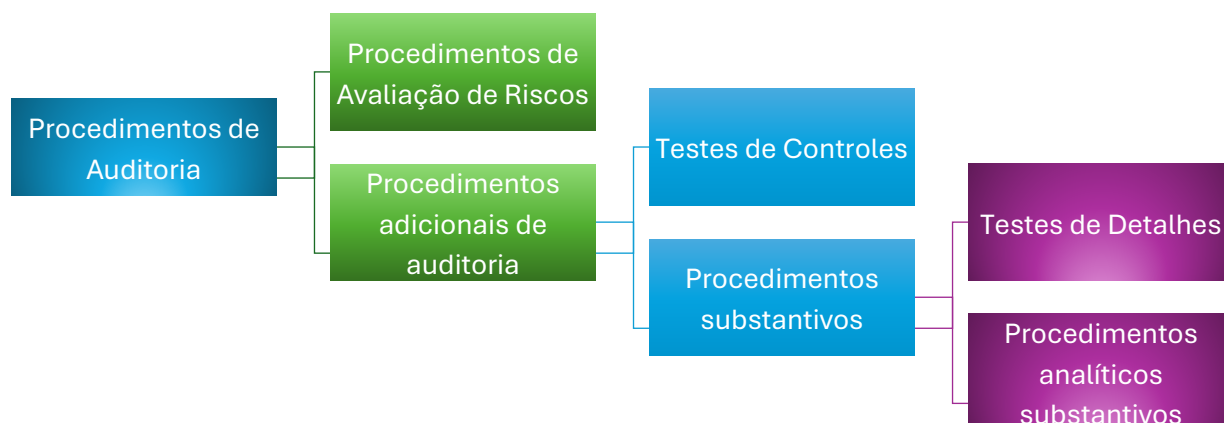 Procedimentos de
Auditoria
Procedimentos de
Avaliação de Riscos
Procedimentos
adicionais de
auditoria
Testes de Controles
Procedimentos
substantivos
Testes de Detalhes
Procedimentos
analíticos
substantivos